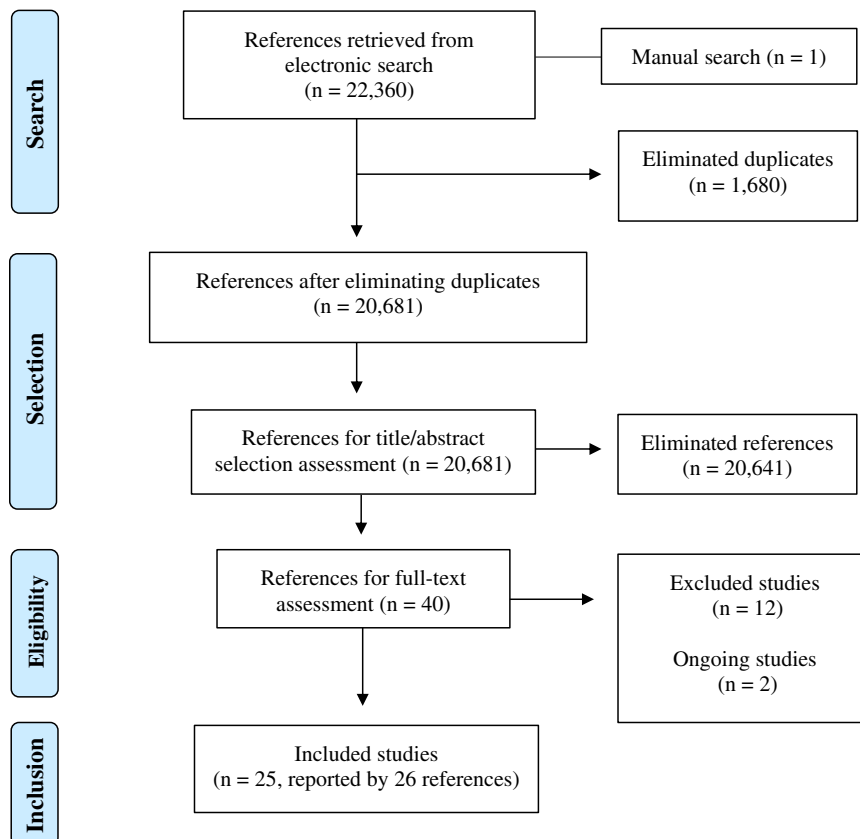 Search
References retrieved from
electronic search
(n = 22,360)
Manual search (n = 1)
Eliminated duplicates
(n = 1,680)
Selection
References after eliminating duplicates
(n = 20,681)
References for title/abstract
selection assessment (n = 20,681)
Eliminated references
(n = 20,641)
Eligibility
References for full-text
assessment (n = 40)
Excluded studies
(n = 12)
Ongoing studies
(n = 2)
Inclusion
Included studies
(n = 25, reported by 26 references)